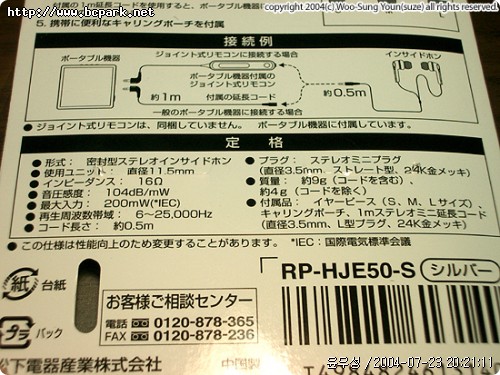 http://www.bcpark.net
copyright 2004(c) Woo-Sung Youn(suze) all rights reserved.
5. 携帯に便利なキャリングポーチを付属
接続例
ポータブル機器
ジョイント式リモコンに接続する場合
インサイドホン
ポータブル機器付属の
ジョイント式リモコン
付属の延長コード
約1m
約0.5m
一般のポータブル機器に接続する場合
● ジョイント式リモコンは、同梱していません。 ポータブル機器に付属しています。
定格
● 形式: 密封型ステレオインサイドホン
● 使用ユニット: 直径11.5mm
● インピーダンス: 16Ω
● 音圧感度: 104dB/mW
● 最大入力: 200mW(*IEC)
● 再生周波数帯域: 6〜25,000Hz
● コード長さ: 約0.5m
● プラグ: ステレオミニプラグ
(直径3.5mm、ストレート型、24K金メッキ)
● 質量: 約9g(コードを含む)、
約4g(コードを除く)
● 付属品: イヤーピース(S、M、Lサイズ)、
キャリングポーチ、1mステレオミニ延長コード
(直径3.5mm、L型プラグ、24K金メッキ)
● この仕様は性能向上のため変更することがあります。
*IEC:国際電気標準会議
RP-HJE50-S シルバー
紙 台紙
プラ パック
お客様ご相談センター
電話 0120-878-365
FAX 0120-878-236
松下電器産業株式会社
中国製
윤우성 / 2004-07-23 20:21:11